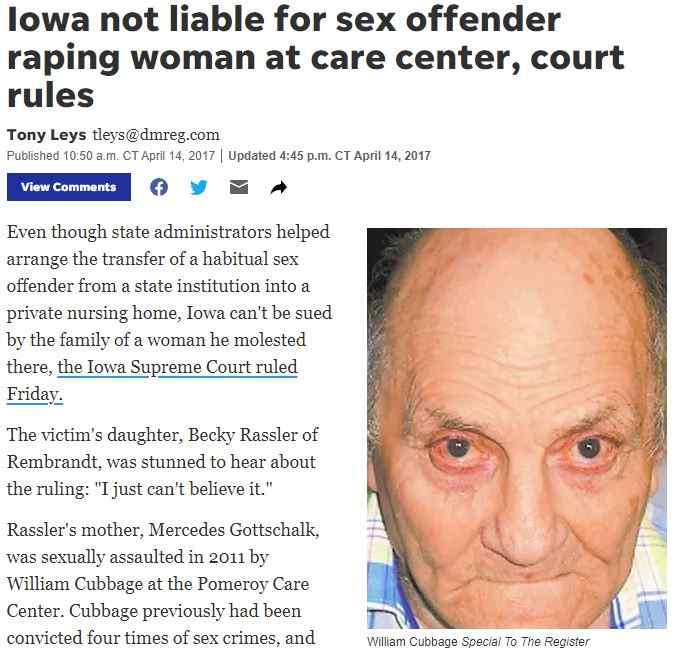 Iowa not liable for sex offender
raping woman at care center, court
rules
Tony Leys tleys@dmreg.com
Published 10:50 a.m. CT April 14, 2017 | Updated 4:45 p.m. CT April 14, 2017
View Comments
Even though state administrators helped
arrange the transfer of a habitual sex
offender from a state institution into a
private nursing home, Iowa can't be sued
by the family of a woman he molested
there, the Iowa Supreme Court ruled
Friday.
The victim's daughter, Becky Rassler of
Rembrandt, was stunned to hear about
the ruling: "I just can't believe it."
Rassler's mother, Mercedes Gottschalk,
was sexually assaulted in 2011 by
William Cubbage at the Pomeroy Care
Center. Cubbage previously had been
convicted four times of sex crimes, and
William Cubbage Special To The Register